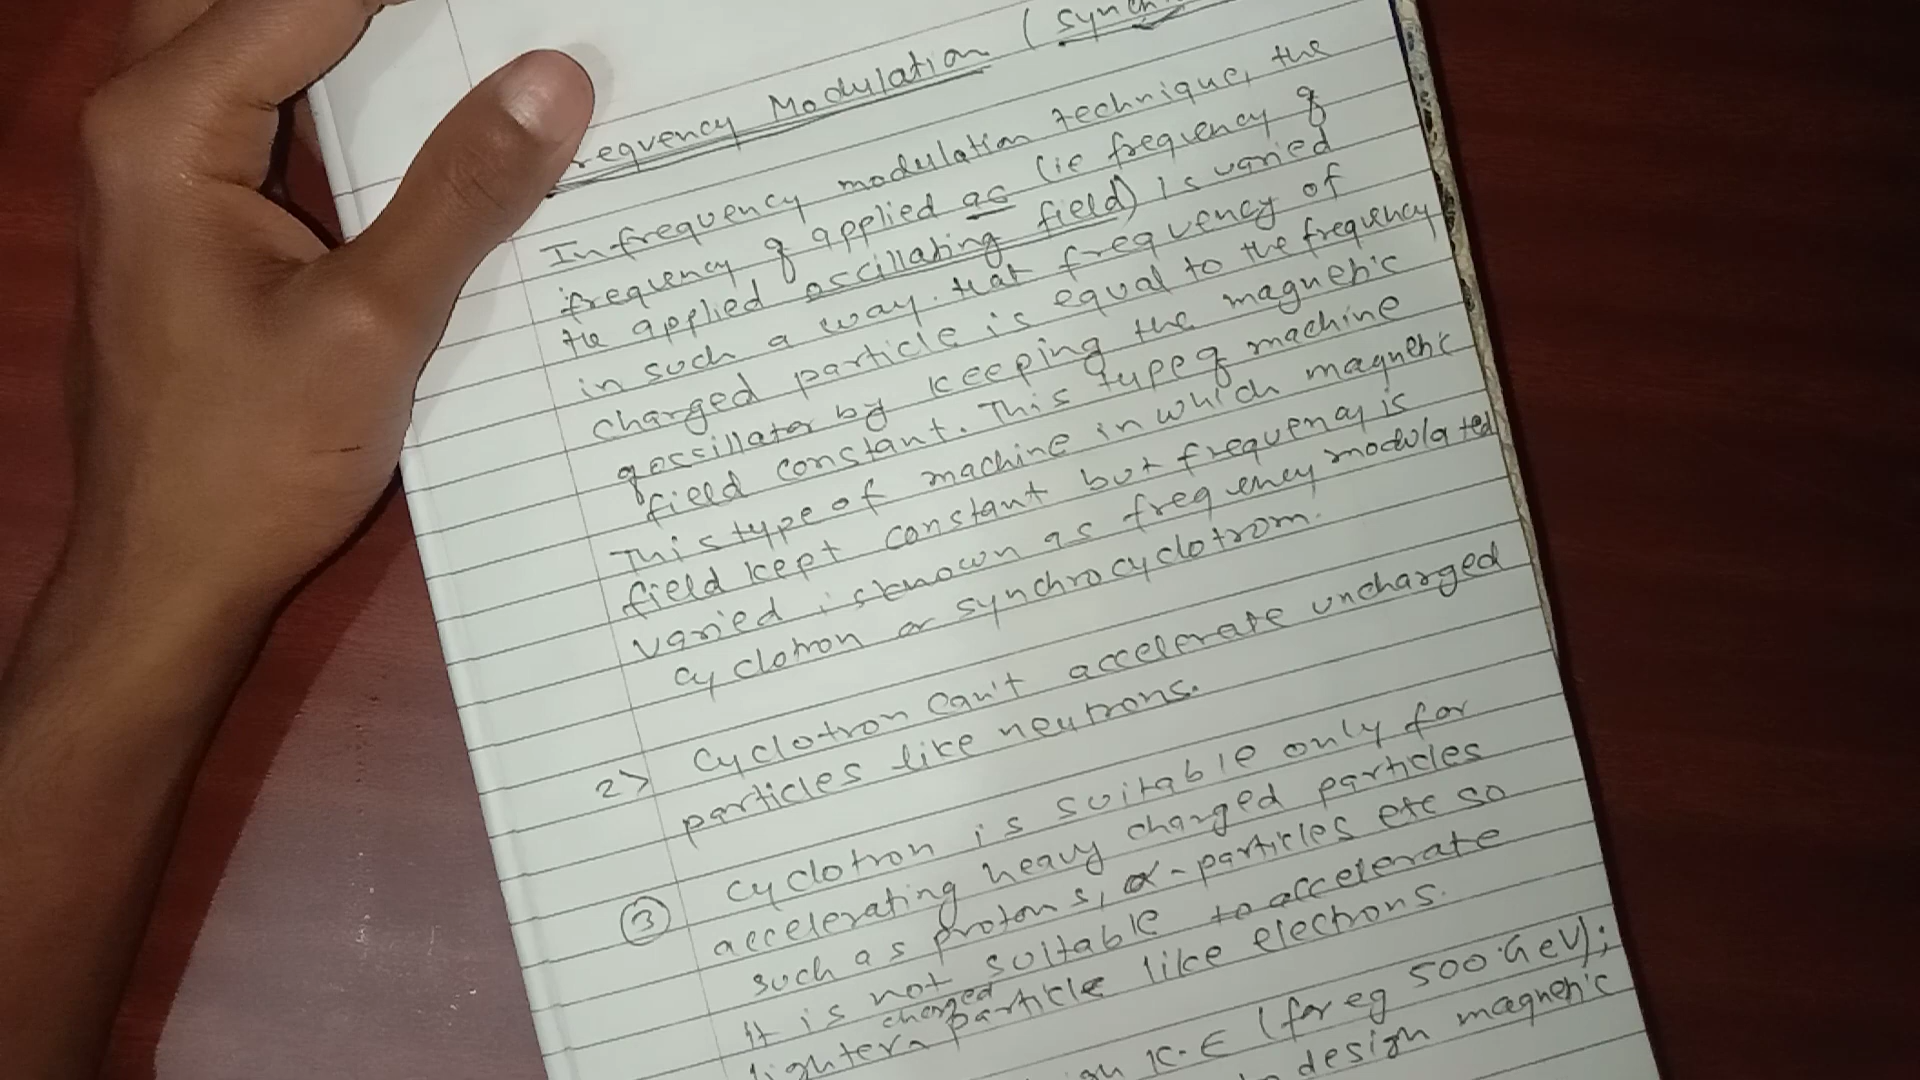 requency Modulation (Synch
In frequency modulation technique, the
frequency of applied ac (ie frequency of
the applied oscillating field) is varied
in such a way that frequency of
charged particle is equal to the frequency
of ossillator by keeping the magnetic
field constant. This type of machine
This type of machine in which magnetic
field kept constant but frequency is
varied, is known as frequency modulated
cyclotron or synchrocyclotrom.
2> Cyclotron can't accelerate uncharged
particles like neutrons.
③ Cyclotron is suitable only for
accelerating heavy charged particles
such as protons, α-particles etc so
it is not suitable to accelerate
lighter charged particle like electrons.
K.E (for eg 500 GeV);
design magnetic